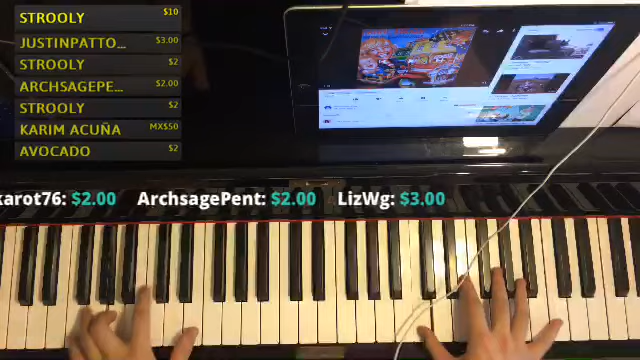 STROOLY $10
JUSTINPATTO... $3.00
STROOLY $2
ARCHSAGEPE... $2.00
STROOLY $2
KARIM ACUÑA MX$50
AVOCADO $2
karot76: $2.00 ArchsagePent: $2.00 LizWg: $3.00